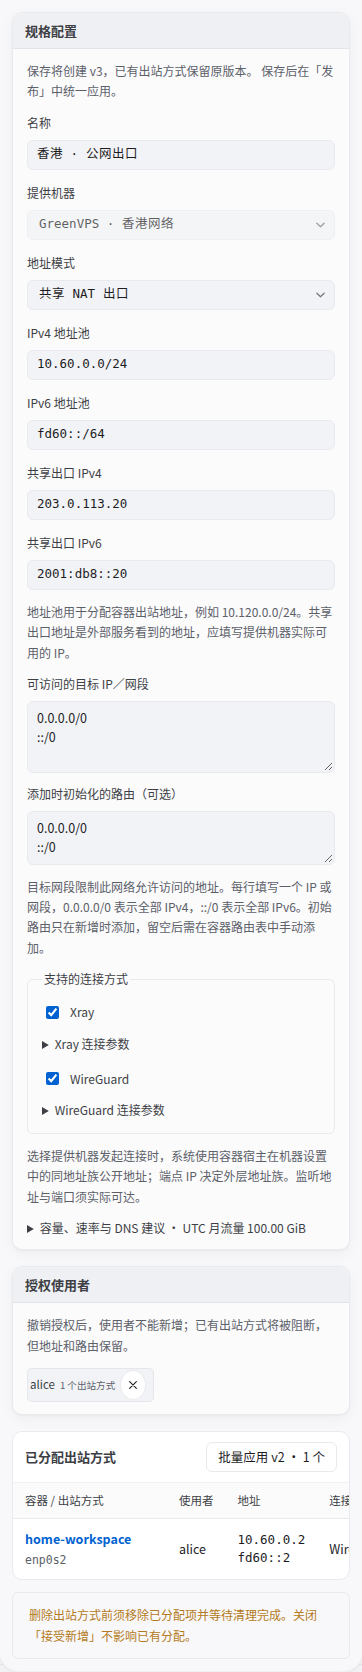 规格配置
保存将创建 v3，已有出站方式保留原版本。 保存后在「发
布」中统一应用。
名称
香港 · 公网出口
提供机器
GreenVPS · 香港网络
地址模式
共享 NAT 出口
IPv4 地址池
10.60.0.0/24
IPv6 地址池
fd60::/64
共享出口 IPv4
203.0.113.20
共享出口 IPv6
2001:db8::20
地址池用于分配容器出站地址，例如 10.120.0.0/24。共享
出口地址是外部服务看到的地址，应填写提供机器实际可
用的 IP。
可访问的目标 IP／网段
0.0.0.0/0
::/0
添加时初始化的路由（可选）
0.0.0.0/0
::/0
目标网段限制此网络允许访问的地址。每行填写一个 IP 或
网段，0.0.0.0/0 表示全部 IPv4，::/0 表示全部 IPv6。初始
路由只在新增时添加，留空后需在容器路由表中手动添
加。
支持的连接方式
Xray
Xray 连接参数
WireGuard
WireGuard 连接参数
选择提供机器发起连接时，系统使用容器宿主在机器设置
中的同地址族公开地址；端点 IP 决定外层地址族。监听地
址与端口须实际可达。
容量、速率与 DNS 建议 · UTC 月流量 100.00 GiB
授权使用者
撤销授权后，使用者不能新增；已有出站方式将被阻断，
但地址和路由保留。
alice 1 个出站方式 ×
已分配出站方式
批量应用 v2 · 1 个
容器 / 出站方式 使用者 地址 连接
home-workspace alice 10.60.0.2 Wir
enp0s2 fd60::2
删除出站方式前须移除已分配项并等待清理完成。关闭
「接受新增」不影响已有分配。